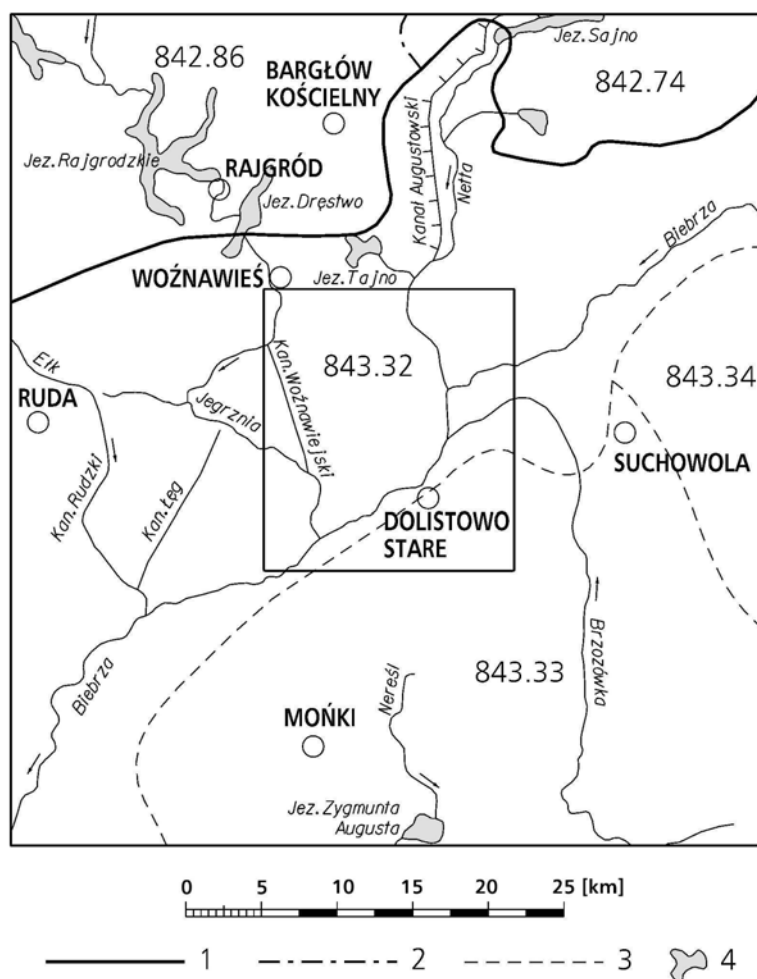 Jez.Sajno
842.86
BARGŁÓW
KOŚCIELNY
842.74
Jez.Rajgrodzkie
RAJGRÓD
Jez.Dręstwo
Kanał Augustowski
Netta
Biebrza
WOŹNAWIEŚ
Jez.Tajno
Ełk
RUDA
Jegrznia
Kan.Woźnawiejski
843.32
843.34
SUCHOWOLA
Kan.Rudzki
Kan.Łęg
DOLISTOWO
STARE
Biebrza
Nereśl
843.33
Brzozówka
MOŃKI
Jez.Zygmunta
Augusta
0 5 10 15 20 25 [km]
1 2 3 4